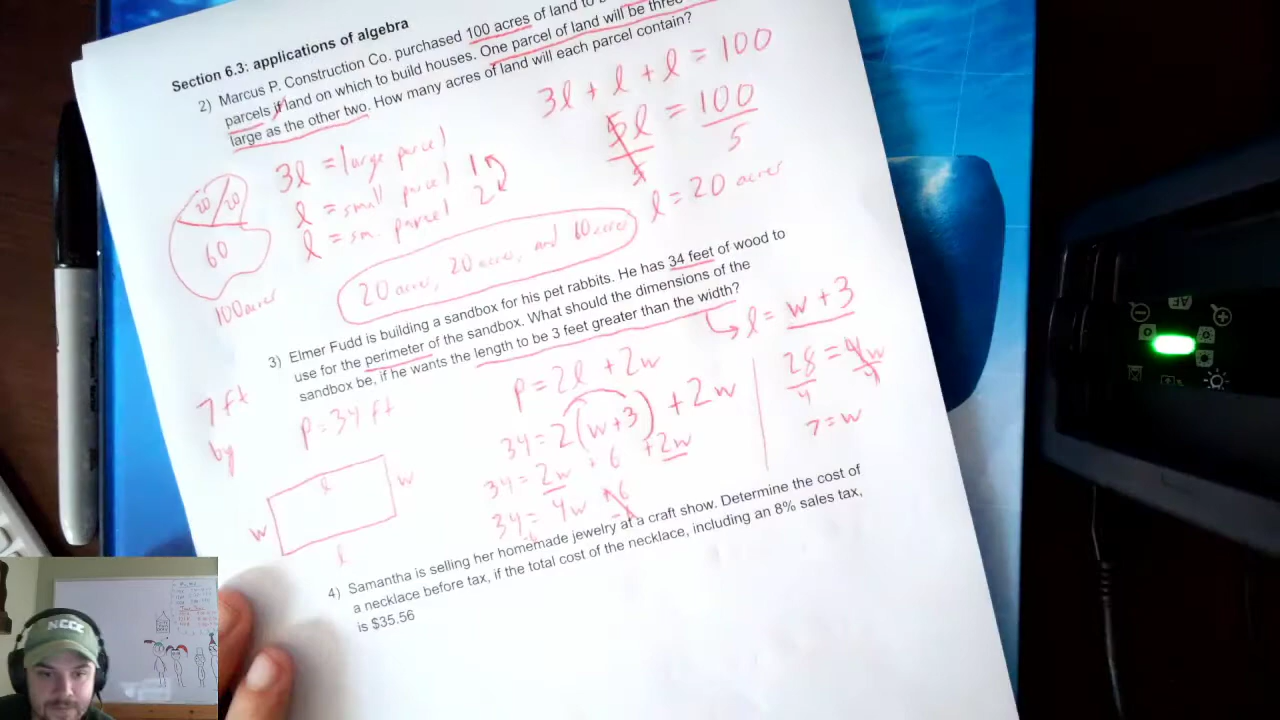 Section 6.3: applications of algebra
2) Marcus P. Construction Co. purchased 100 acres of land to
parcels if land on which to build houses. One parcel of land will be three
large as the other two. How many acres of land will each parcel contain?
3l + l + l = 100
5l = 100
5 5
l = 20 acres
3l = large parcel
l = small parcel 1
l = sm. parcel 2
20 20
60
100 acres
20 acres, 20 acres, and 60 acres
3) Elmer Fudd is building a sandbox for his pet rabbits. He has 34 feet of wood to
use for the perimeter of the sandbox. What should the dimensions of the
sandbox be, if he wants the length to be 3 feet greater than the width?
l = w + 3
7 ft
by
P = 34 ft
P = 2l + 2w
34 = 2(w+3) + 2w
34 = 2w + 6 + 2w
34 = 4w + 6
-6 -6
28 = 4w
4 4
7 = w
l
w
w
l
4) Samantha is selling her homemade jewelry at a craft show. Determine the cost of
a necklace before tax, if the total cost of the necklace, including an 8% sales tax,
is $35.56
NCCC
AF